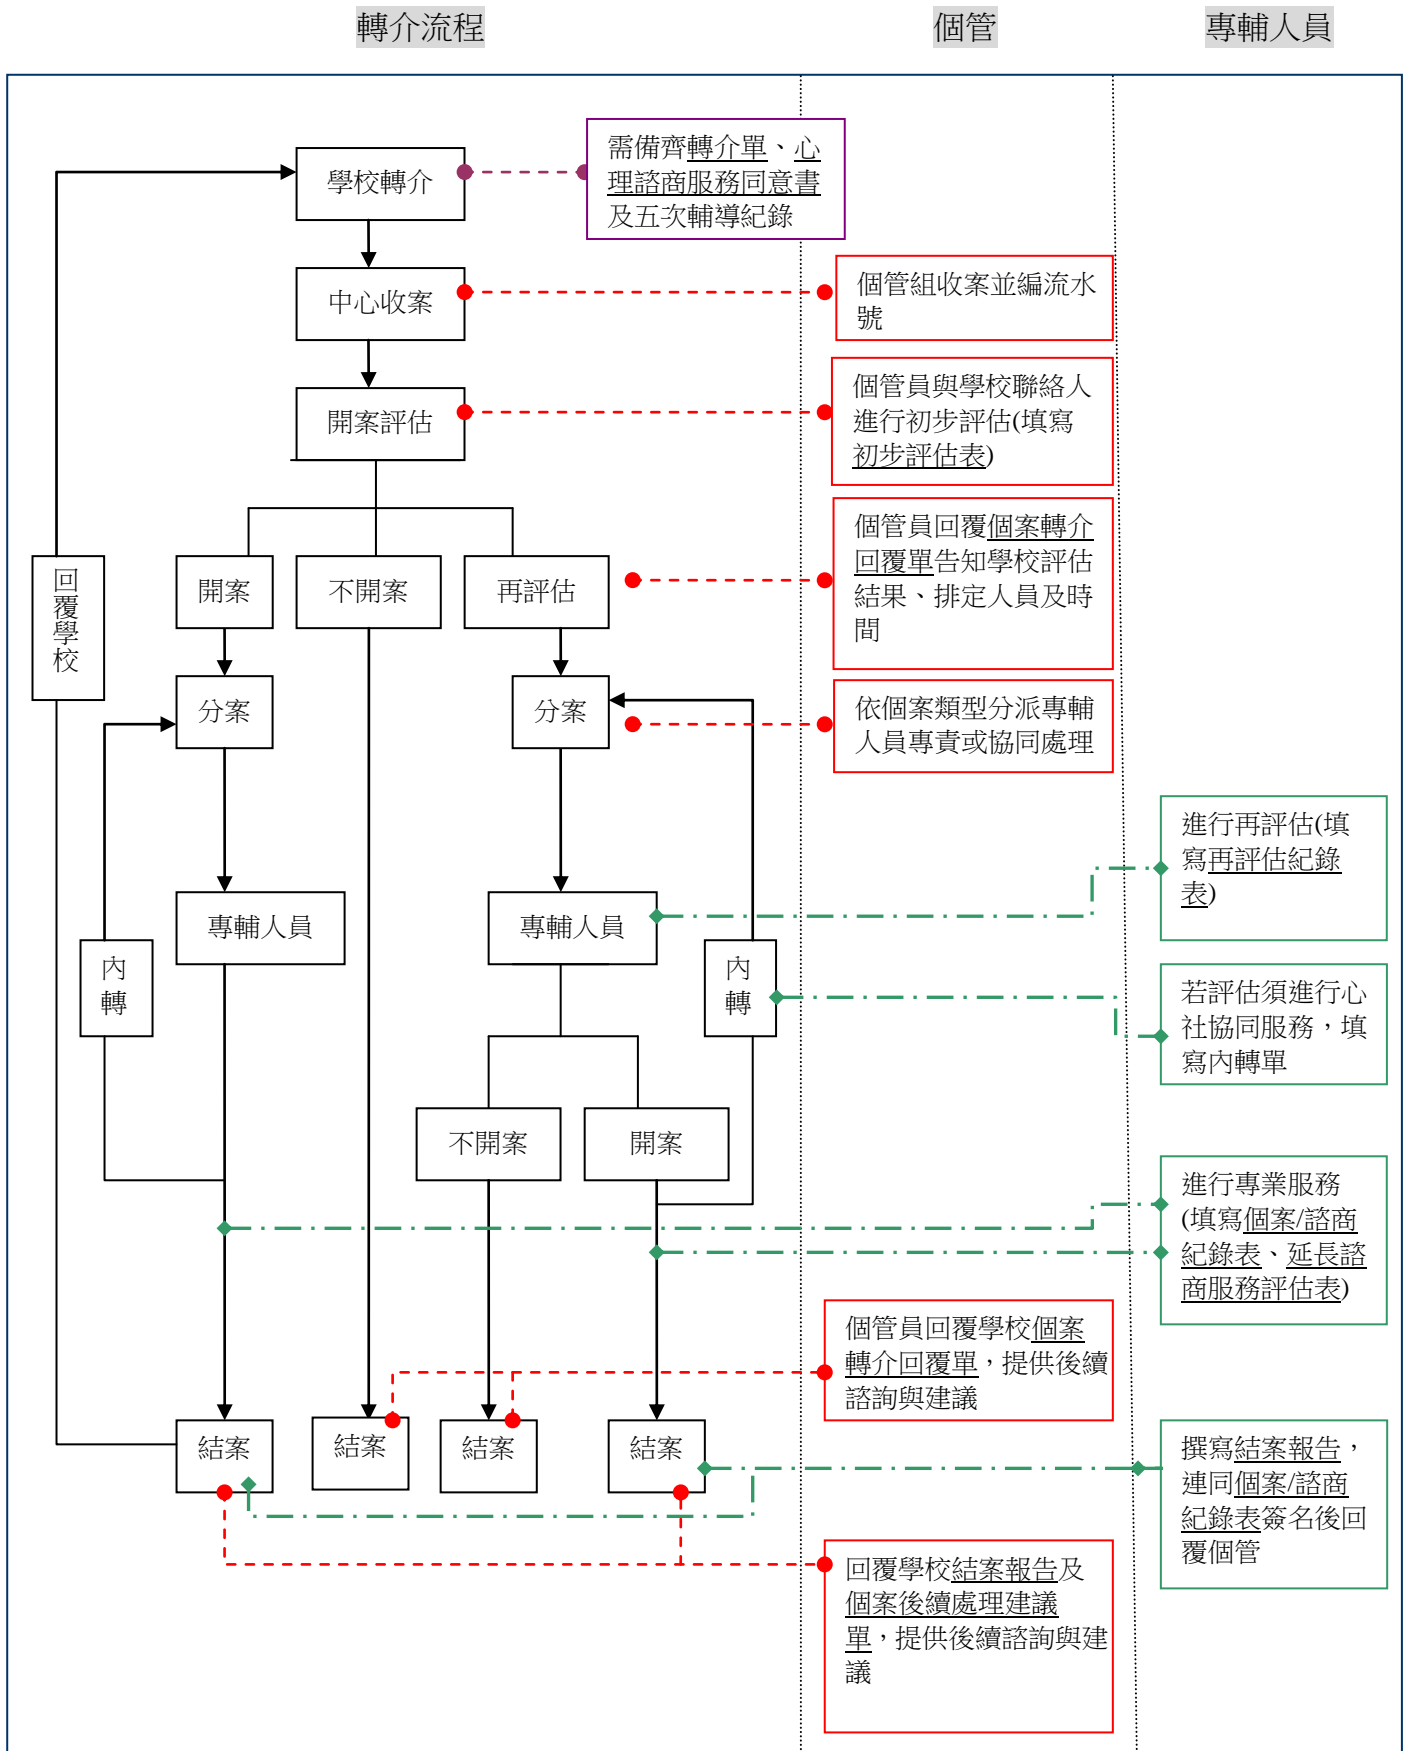 轉介流程
個管
專輔人員
學校轉介
需備齊轉介單、心
理諮商服務同意書
及五次輔導紀錄
中心收案
個管組收案並編流水
號
開案評估
個管員與學校聯絡人
進行初步評估(填寫
初步評估表)
回覆學校
開案
不開案
再評估
個管員回覆個案轉介
回覆單告知學校評估
結果、排定人員及時
間
分案
分案
依個案類型分派專輔
人員專責或協同處理
進行再評估(填
寫再評估紀錄
表)
專輔人員
專輔人員
內轉
內轉
若評估須進行心
社協同服務，填
寫內轉單
不開案
開案
進行專業服務
(填寫個案/諮商
紀錄表、延長諮
商服務評估表)
個管員回覆學校個案
轉介回覆單，提供後續
諮詢與建議
結案
結案
結案
結案
撰寫結案報告，
連同個案/諮商
紀錄表簽名後回
覆個管
回覆學校結案報告及
個案後續處理建議
單，提供後續諮詢與建
議